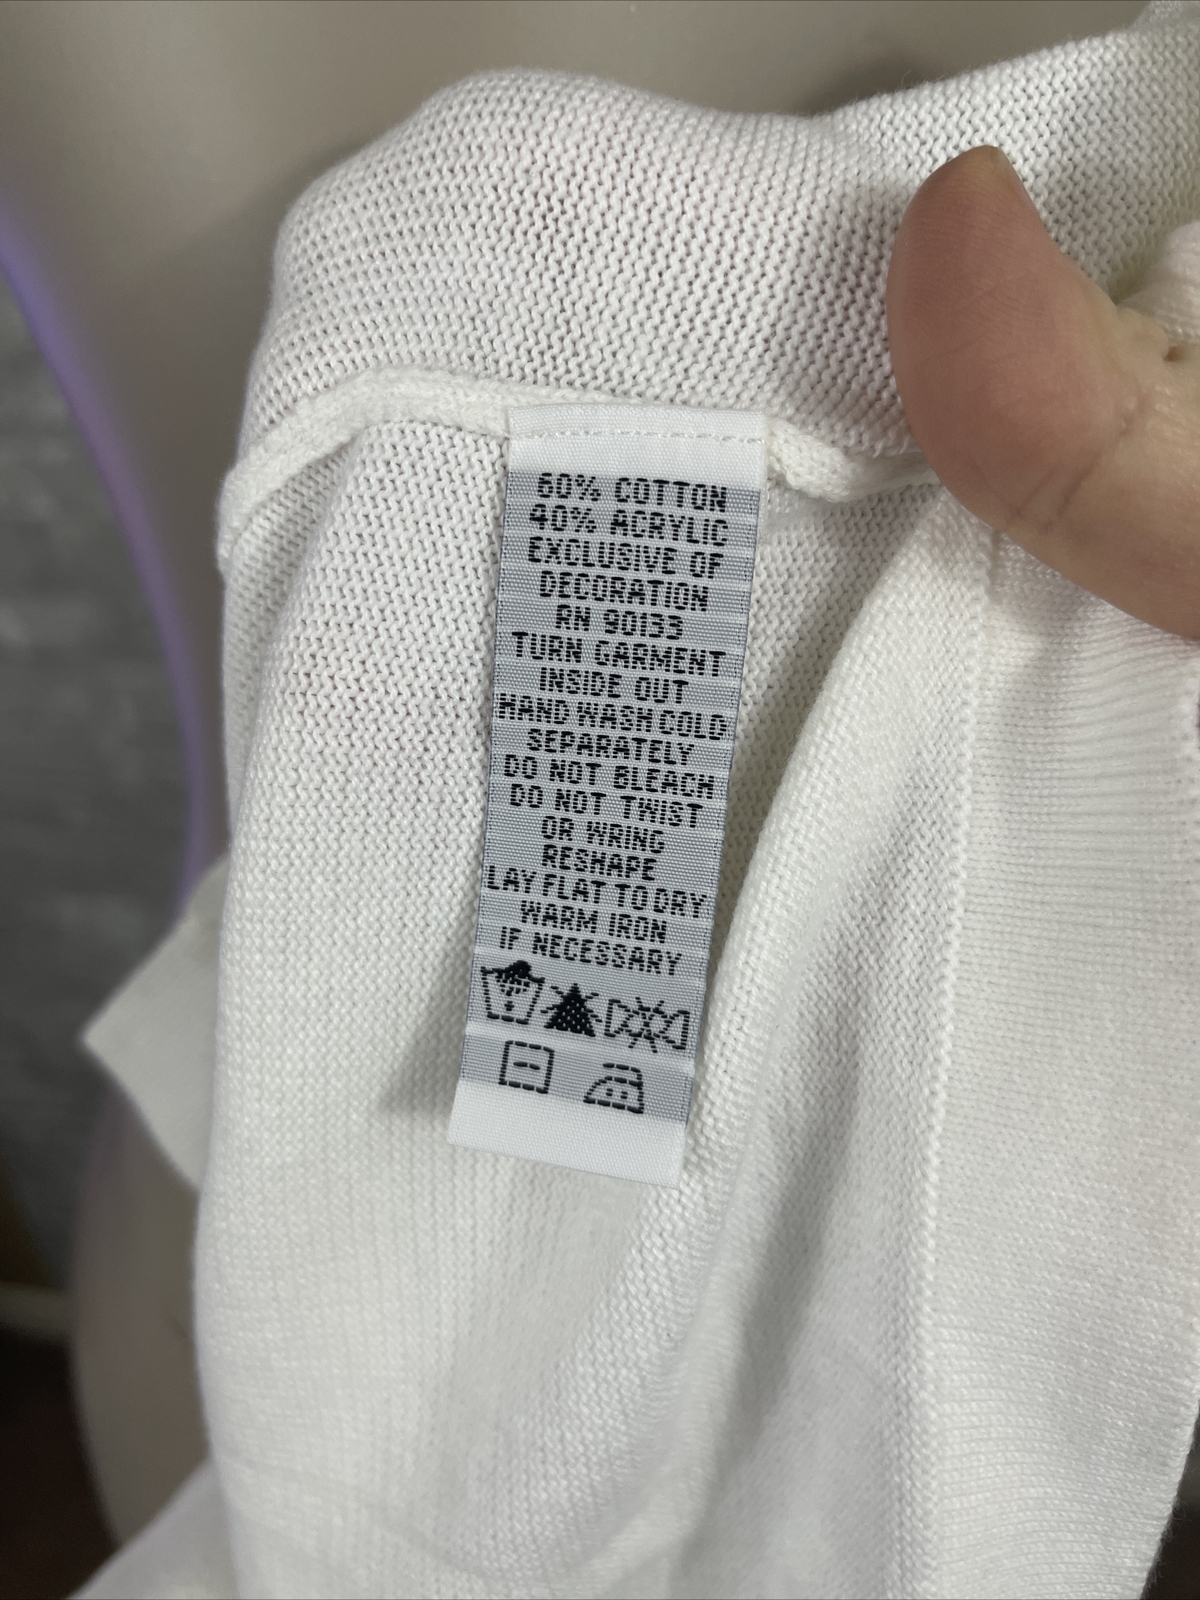 60% COTTON
40% ACRYLIC
EXCLUSIVE OF
DECORATION
RN 90133
TURN GARMENT
INSIDE OUT
HAND WASH COLD
SEPARATELY
DO NOT BLEACH
DO NOT TWIST
OR WRING
RESHAPE
LAY FLAT TO DRY
WARM IRON
IF NECESSARY